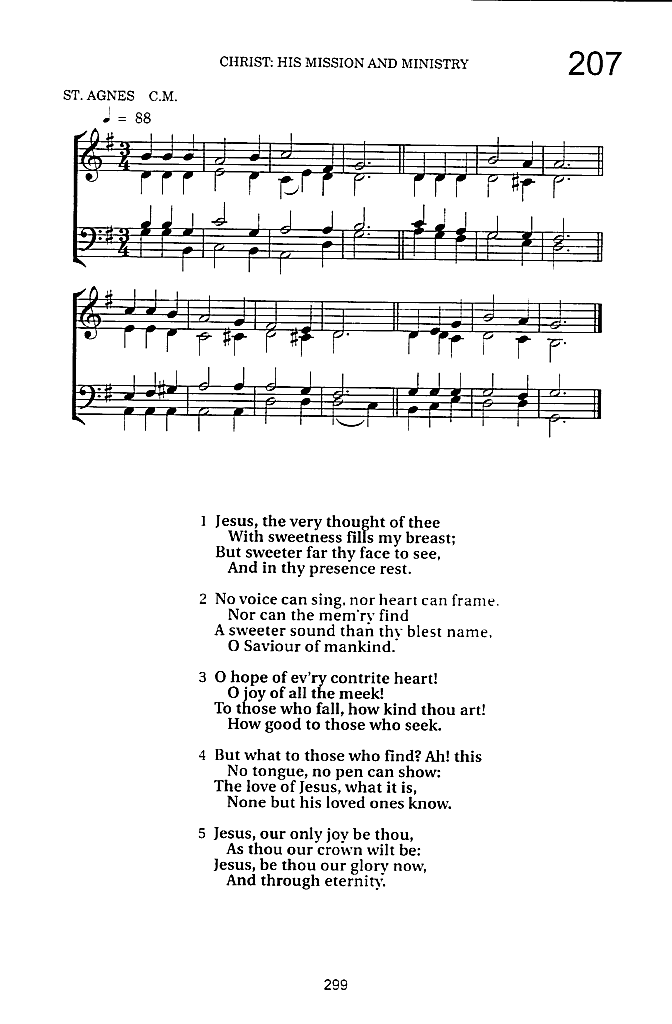 CHRIST: HIS MISSION AND MINISTRY
207
ST. AGNES C.M.
♩ = 88
1 Jesus, the very thought of thee
With sweetness fills my breast;
But sweeter far thy face to see,
And in thy presence rest.
2 No voice can sing, nor heart can frame,
Nor can the mem'ry find
A sweeter sound than thy blest name,
O Saviour of mankind.
3 O hope of ev'ry contrite heart!
O joy of all the meek!
To those who fall, how kind thou art!
How good to those who seek.
4 But what to those who find? Ah! this
No tongue, no pen can show:
The love of Jesus, what it is,
None but his loved ones know.
5 Jesus, our only joy be thou,
As thou our crown wilt be:
Jesus, be thou our glory now,
And through eternity.
299